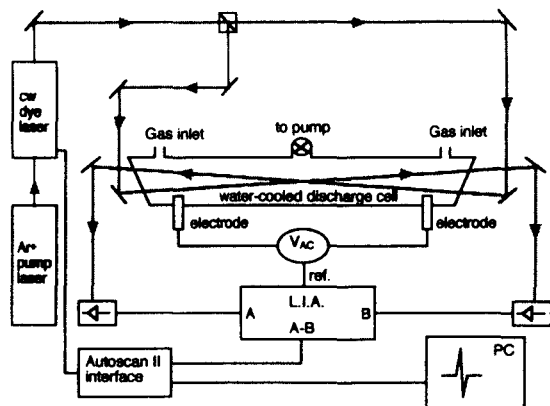 cw
dye
laser
Gas inlet
to pump
Gas inlet
water-cooled discharge cell
electrode
electrode
VAC
Ar+
pump
laser
ref.
A
L.I.A.
B
A-B
Autoscan II
interface
PC